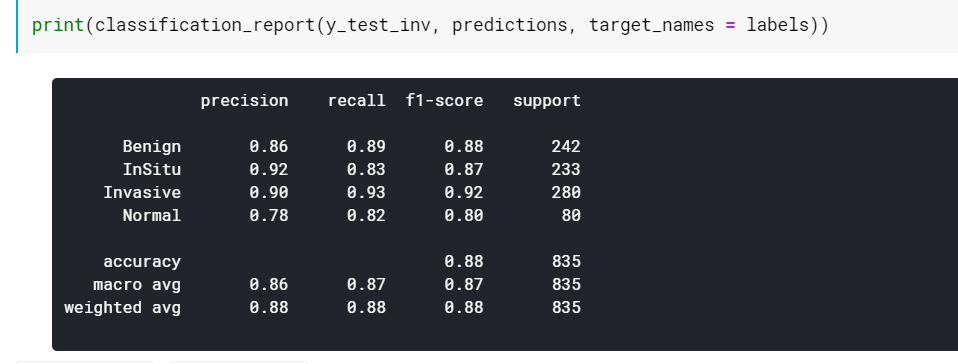 print(classification_report(y_test_inv, predictions, target_names = labels))
precision recall f1-score support
Benign 0.86 0.89 0.88 242
InSitu 0.92 0.83 0.87 233
Invasive 0.90 0.93 0.92 280
Normal 0.78 0.82 0.80 80
accuracy 0.88 835
macro avg 0.86 0.87 0.87 835
weighted avg 0.88 0.88 0.88 835